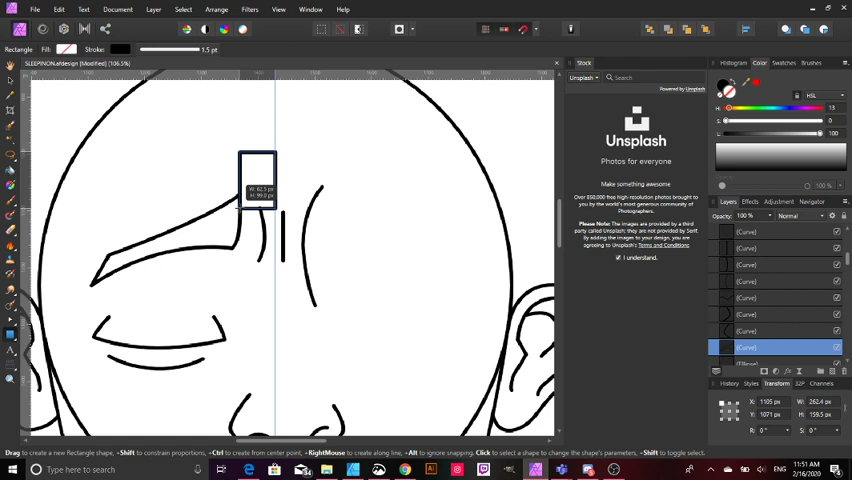 File Edit Text Document Layer Select Arrange Filters View Window Help
Rectangle Fill: Stroke: 1.5 pt
SLEEPINON.afdesign [Modified] (106.5%)
W: 62.5 px
H: 99.0 px
Stock
Unsplash Search
Powered by Unsplash
Unsplash
Photos for everyone
Make something awesome
Over 850,000 free high-resolution photos brought to you by the world's most generous community of Photographers.
Please Note: The images are provided by a third party called Unsplash; they are not provided by Serif. By adding the images to your design, you are agreeing to Unsplash's Terms and Conditions
I understand.
Histogram Color Swatches Brushes
HSL
H: 13
S: 0
L: 100
100 %
Layers Effects Adjustment Navigator
Opacity: 100 % Normal
(Curve)
(Curve)
(Curve)
(Curve)
(Curve)
(Curve)
(Curve)
(Curve)
(Ellipse)
History Styles Transform 32P Channels
X: 1105 px W: 262.4 px
Y: 1071 px H: 159.5 px
R: 0 ° S: 0 °
Drag to create a new Rectangle shape. +Shift to constrain proportions, +Ctrl to create from center point, +RightMouse to create along line, +Alt to ignore snapping. Click to select a shape to change the shape's parameters, +Shift to toggle select.
Type here to search
ENG
11:51 AM
2/16/2020